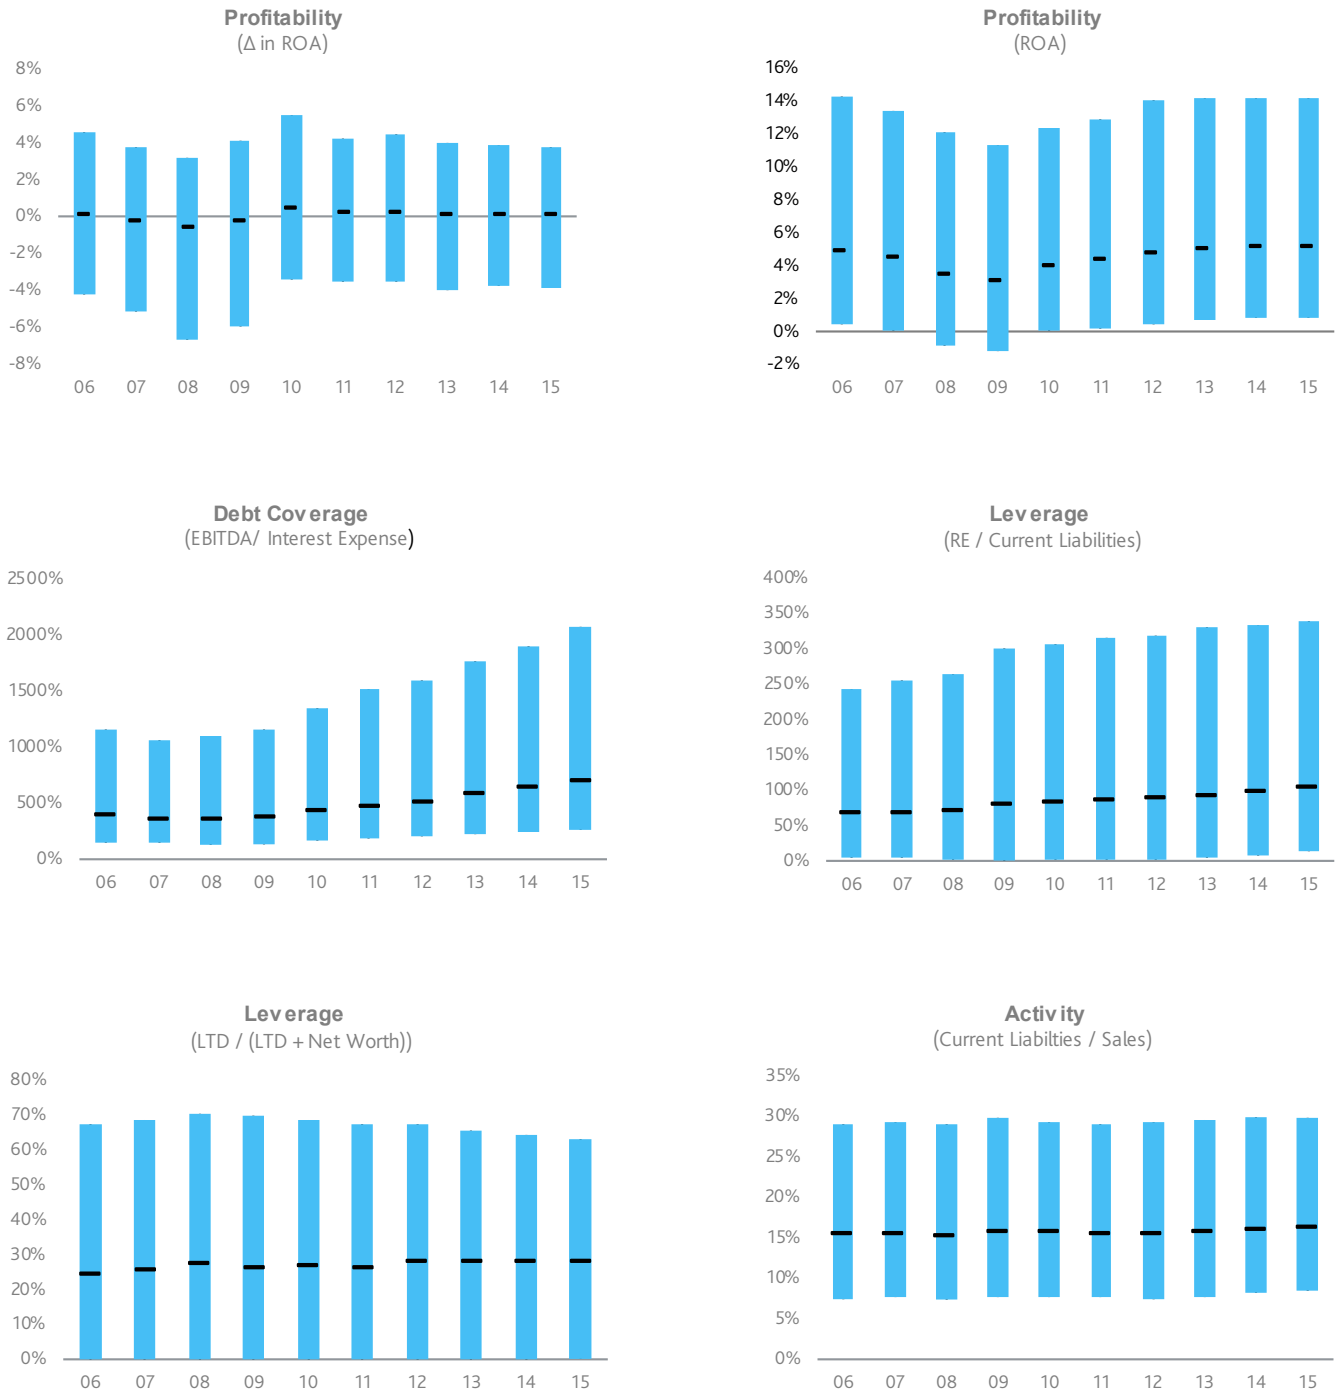 Profitability
(Δ in ROA)
8%
6%
4%
2%
0%
-2%
-4%
-6%
-8%
06 07 08 09 10 11 12 13 14 15
Profitability
(ROA)
16%
14%
12%
10%
8%
6%
4%
2%
0%
-2%
06 07 08 09 10 11 12 13 14 15
Debt Coverage
(EBITDA/ Interest Expense)
2500%
2000%
1500%
1000%
500%
0%
06 07 08 09 10 11 12 13 14 15
Leverage
(RE / Current Liabilities)
400%
350%
300%
250%
200%
150%
100%
50%
0%
06 07 08 09 10 11 12 13 14 15
Leverage
(LTD / (LTD + Net Worth))
80%
70%
60%
50%
40%
30%
20%
10%
0%
06 07 08 09 10 11 12 13 14 15
Activity
(Current Liabilties / Sales)
35%
30%
25%
20%
15%
10%
5%
0%
06 07 08 09 10 11 12 13 14 15